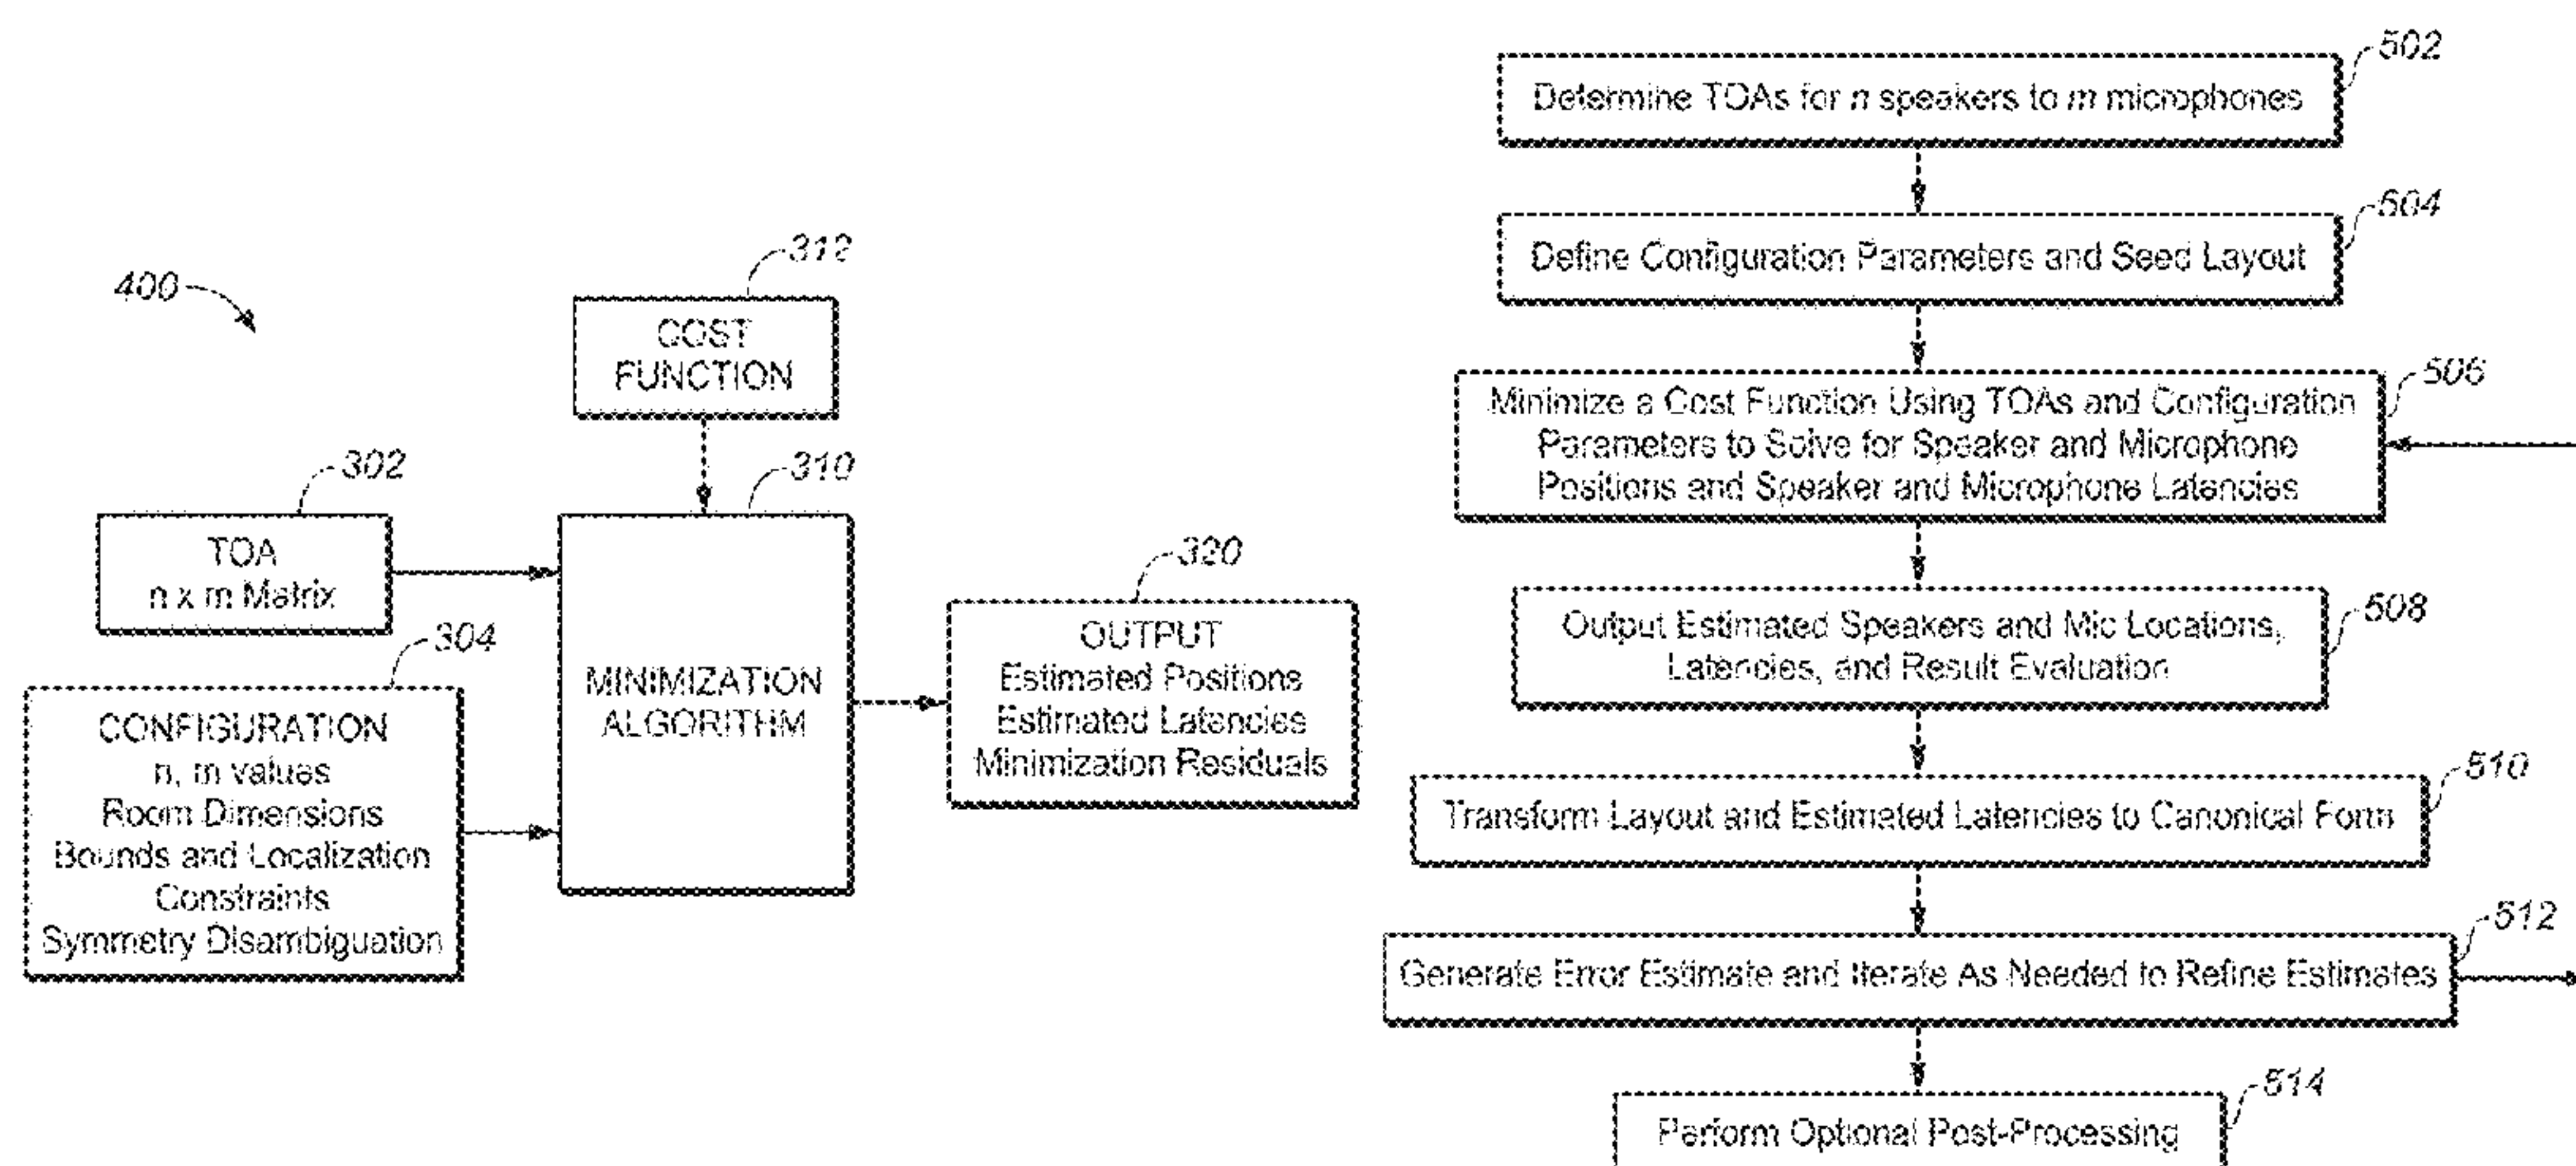 400
312
COST
FUNCTION
302
TOA
n x m Matrix
310
MINIMIZATION
ALGORITHM
304
CONFIGURATION
n, m values
Room Dimensions
Bounds and Localization
Constraints
Symmetry Disambiguation
320
OUTPUT
Estimated Positions
Estimated Latencies
Minimization Residuals
502
Determine TOAs for n speakers to m microphones
504
Define Configuration Parameters and Seed Layout
506
Minimize a Cost Function Using TOAs and Configuration
Parameters to Solve for Speaker and Microphone
Positions and Speaker and Microphone Latencies
508
Output Estimated Speakers and Mic Locations,
Latencies, and Result Evaluation
510
Transform Layout and Estimated Latencies to Canonical Form
512
Generate Error Estimate and Iterate As Needed to Refine Estimates
514
Perform Optional Post-Processing